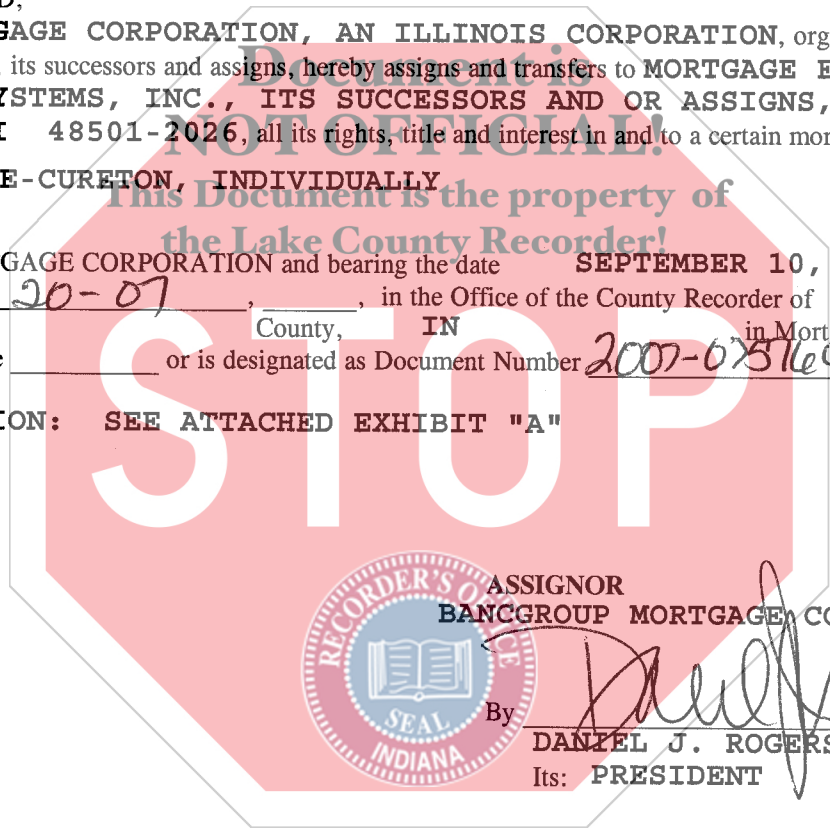 D,
GAGE CORPORATION, AN ILLINOIS CORPORATION, org
Document is
, its successors and assigns, hereby assigns and transfers to MORTGAGE E
YSTEMS, INC., ITS SUCCESSORS AND OR ASSIGNS,
NOT OFFICIAL!
I 48501-2026, all its rights, title and interest in and to a certain mor
E-CURETON, INDIVIDUALLY
This Document is the property of
the Lake County Recorder!
GAGE CORPORATION and bearing the date SEPTEMBER 10,
20-07 , , in the Office of the County Recorder of
County, IN in Mort
e or is designated as Document Number 2007-07576
ION: SEE ATTACHED EXHIBIT "A"
STOP
RECORDER'S OFFICE
SEAL
INDIANA
ASSIGNOR
BANCGROUP MORTGAGE CO
By
DANIEL J. ROGERS
Its: PRESIDENT